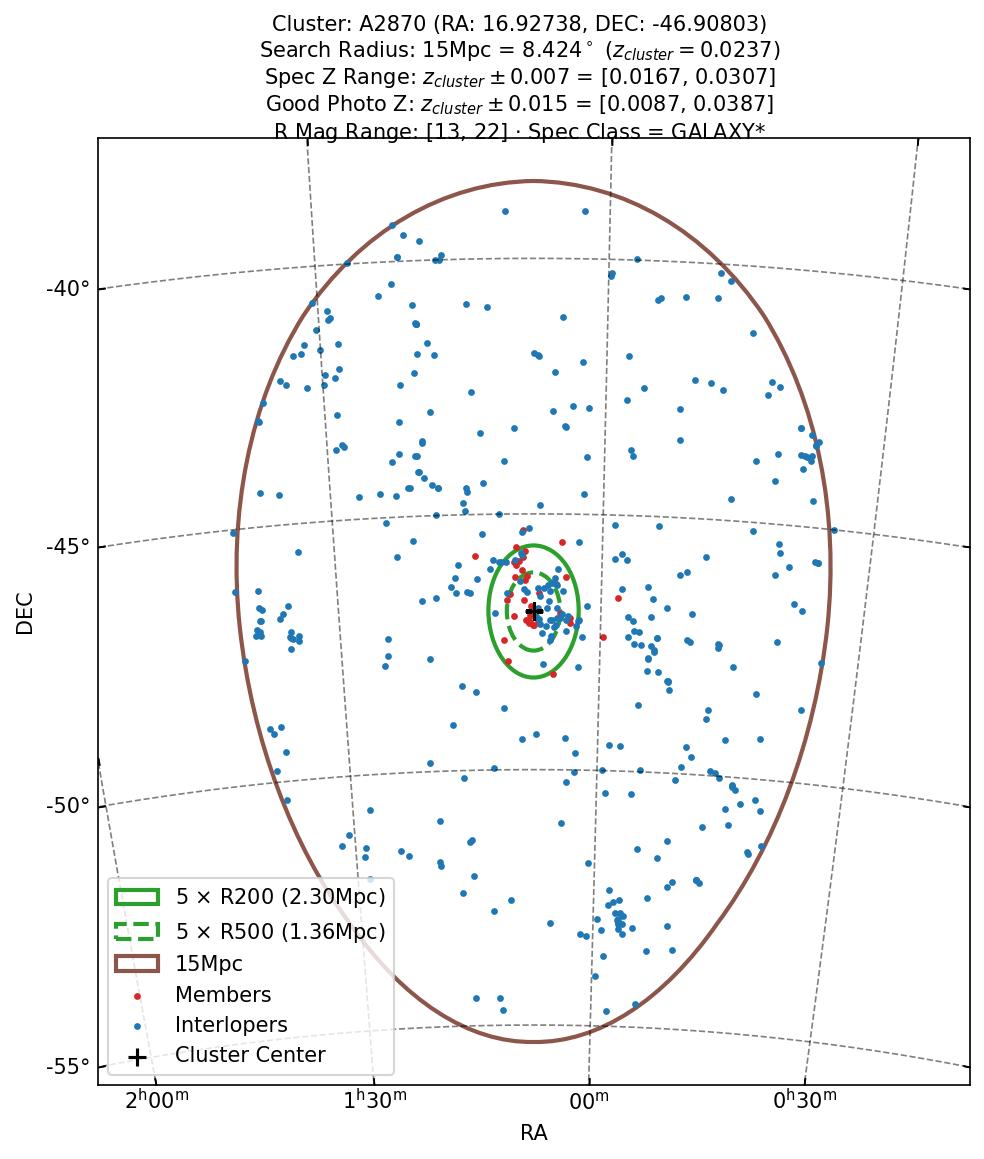 Cluster: A2870 (RA: 16.92738, DEC: -46.90803)
Search Radius: 15Mpc = 8.424° (z_cluster = 0.0237)
Spec Z Range: z_cluster ± 0.007 = [0.0167, 0.0307]
Good Photo Z: z_cluster ± 0.015 = [0.0087, 0.0387]
R Mag Range: [13, 22] · Spec Class = GALAXY*
-40°
-45°
DEC
-50°
-55°
5 × R200 (2.30Mpc)
5 × R500 (1.36Mpc)
15Mpc
Members
Interlopers
Cluster Center
2ʰ00ᵐ 1ʰ30ᵐ 00ᵐ 0ʰ30ᵐ
RA